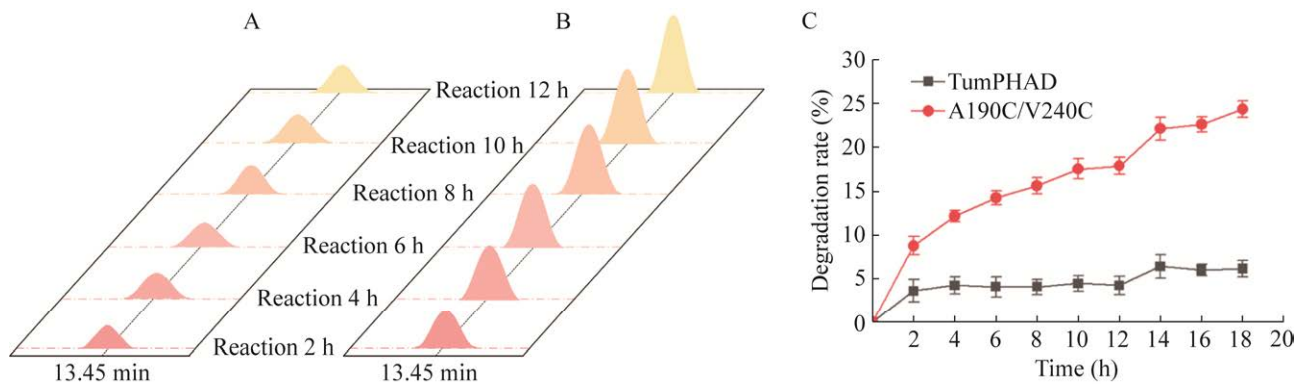 A
B
C
Reaction 12 h
Reaction 10 h
Reaction 8 h
Reaction 6 h
Reaction 4 h
Reaction 2 h
13.45 min
13.45 min
TumPHAD
A190C/V240C
Degradation rate (%)
30
25
20
15
10
5
0
2 4 6 8 10 12 14 16 18 20
Time (h)